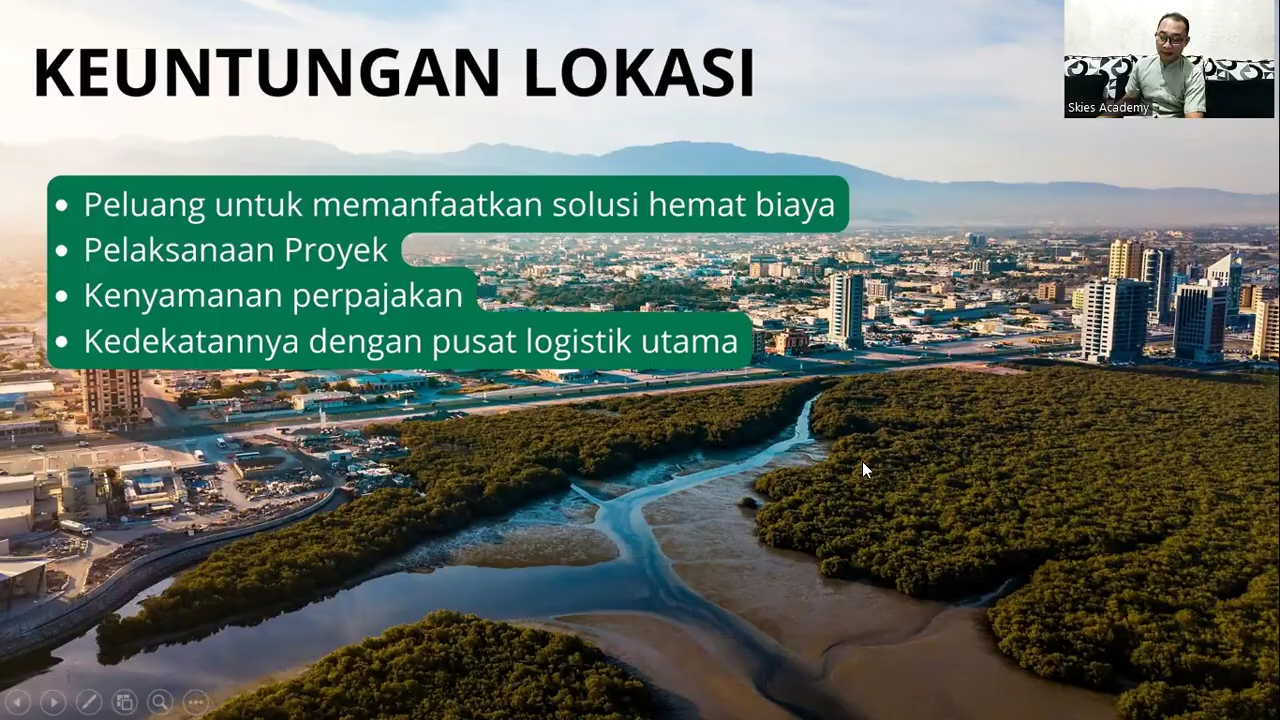 KEUNTUNGAN LOKASI
Skies Academy
Peluang untuk memanfaatkan solusi hemat biaya
Pelaksanaan Proyek
Kenyamanan perpajakan
Kedekatannya dengan pusat logistik utama